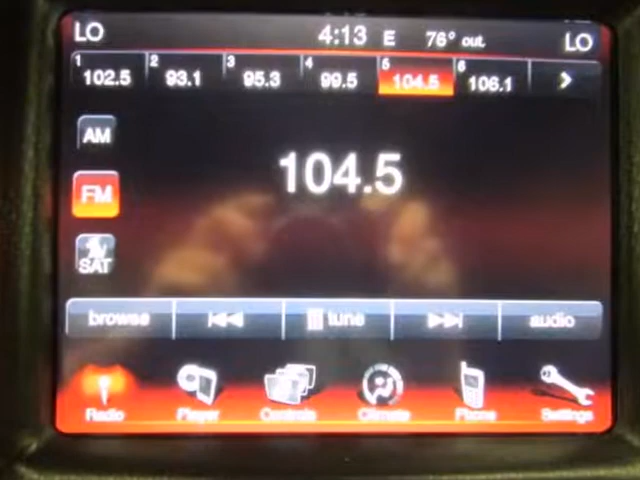 LO 4:13 E 76° out. LO
1 102.5 2 93.1 3 95.3 4 99.5 5 104.5 6 106.1
AM
104.5
FM
SAT
browse tune audio
Radio Player Controls Climate Phone Settings